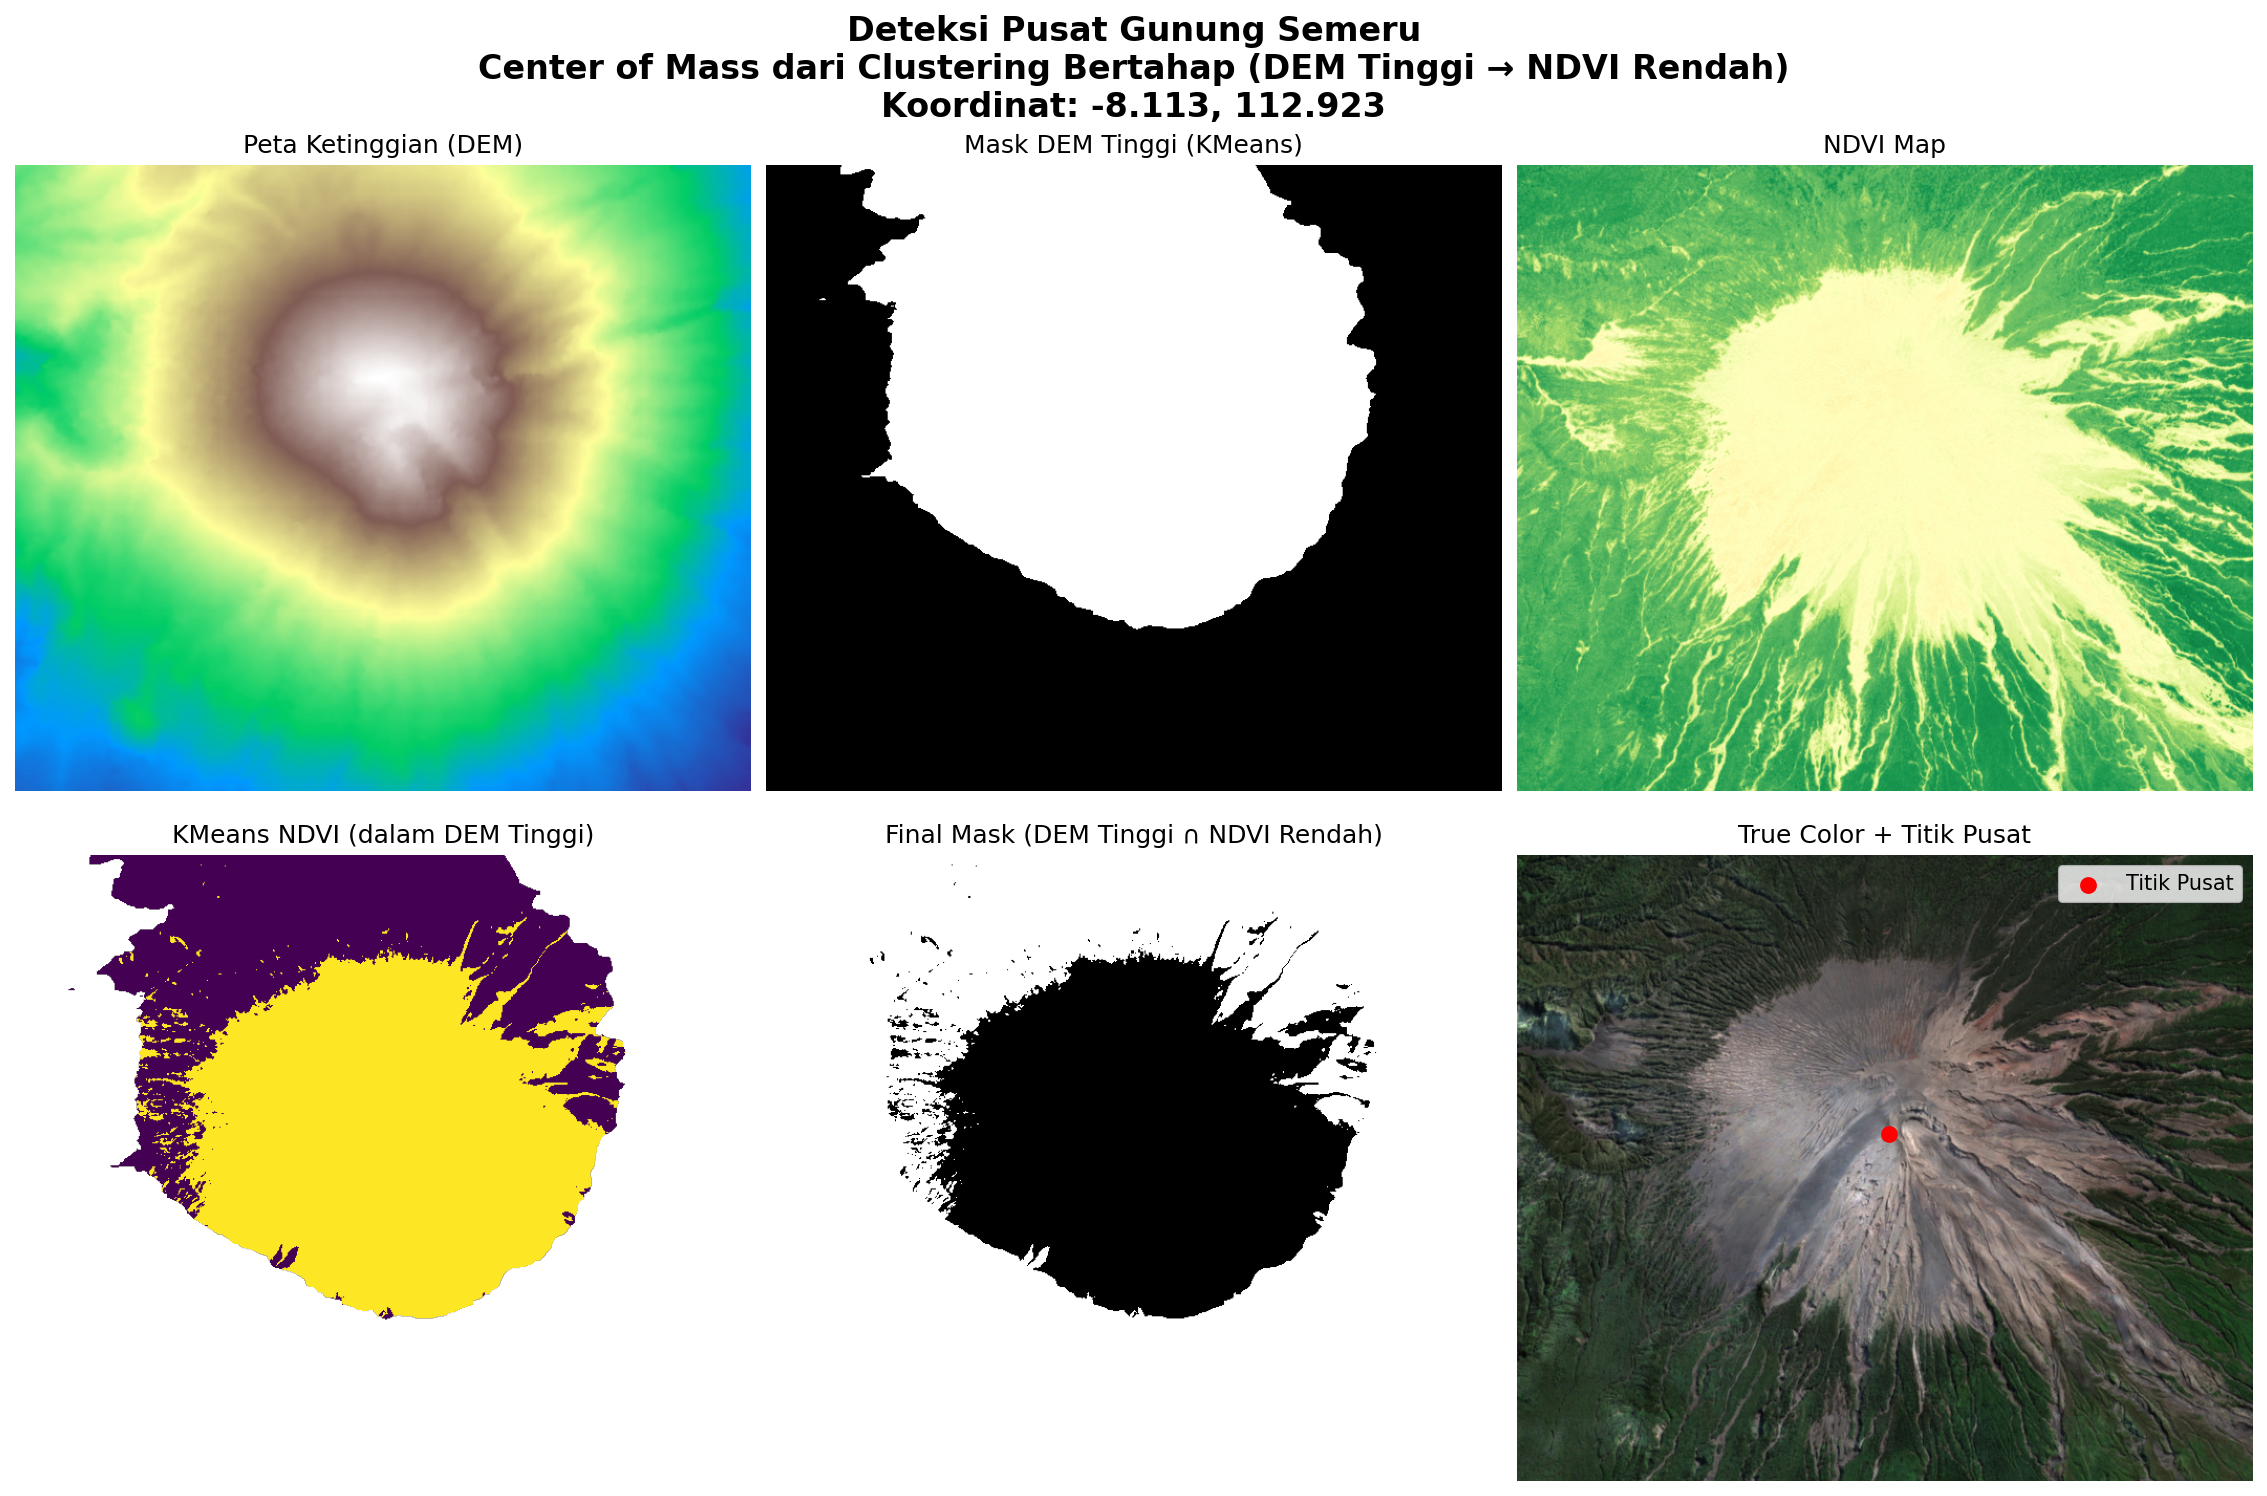 Deteksi Pusat Gunung Semeru
Center of Mass dari Clustering Bertahap (DEM Tinggi → NDVI Rendah)
Koordinat: -8.113, 112.923
Peta Ketinggian (DEM)
Mask DEM Tinggi (KMeans)
NDVI Map
KMeans NDVI (dalam DEM Tinggi)
Final Mask (DEM Tinggi ∩ NDVI Rendah)
True Color + Titik Pusat
Titik Pusat